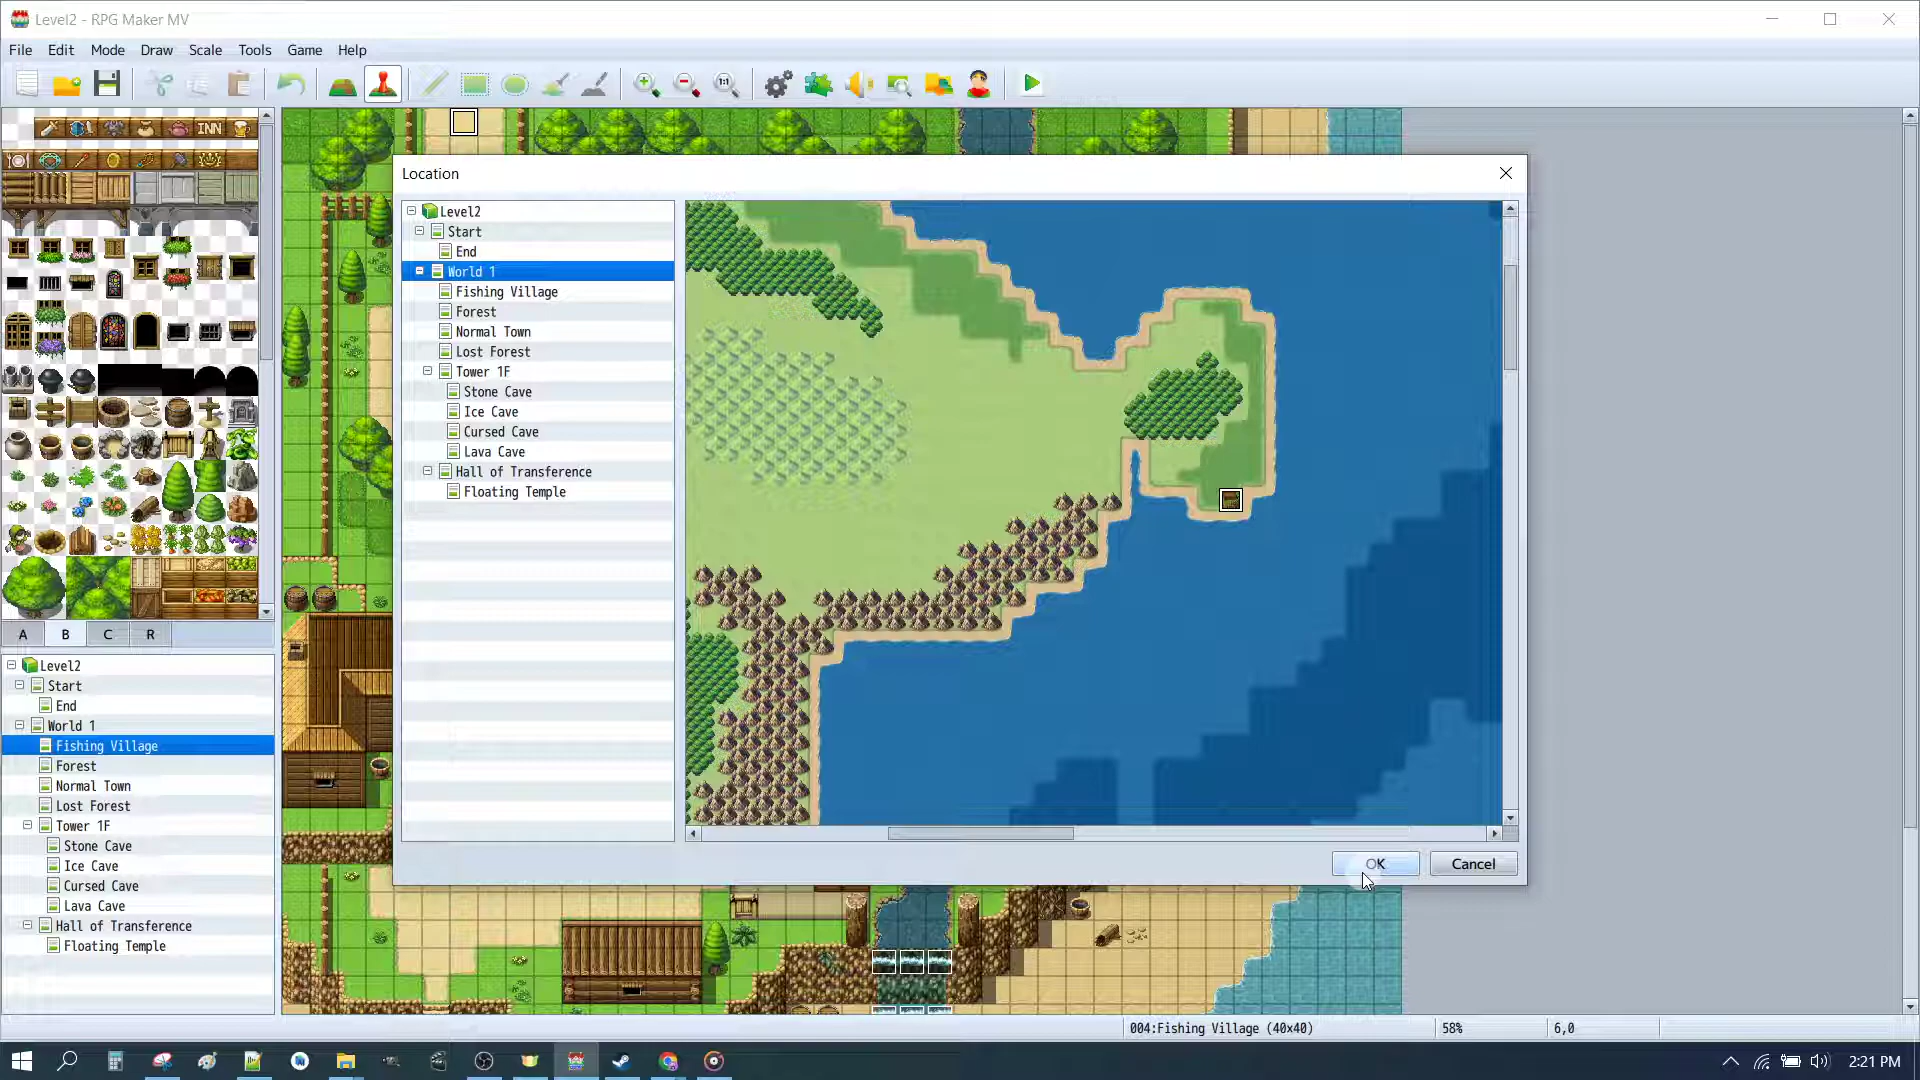 Level2 - RPG Maker MV
File Edit Mode Draw Scale Tools Game Help
1:1
INN
A B C R
Level2
Start
End
World 1
Fishing Village
Forest
Normal Town
Lost Forest
Tower 1F
Stone Cave
Ice Cave
Cursed Cave
Lava Cave
Hall of Transference
Floating Temple
Location
Level2
Start
End
World 1
Fishing Village
Forest
Normal Town
Lost Forest
Tower 1F
Stone Cave
Ice Cave
Cursed Cave
Lava Cave
Hall of Transference
Floating Temple
OK Cancel
004:Fishing Village (40x40) 58% 6,0
2:21 PM